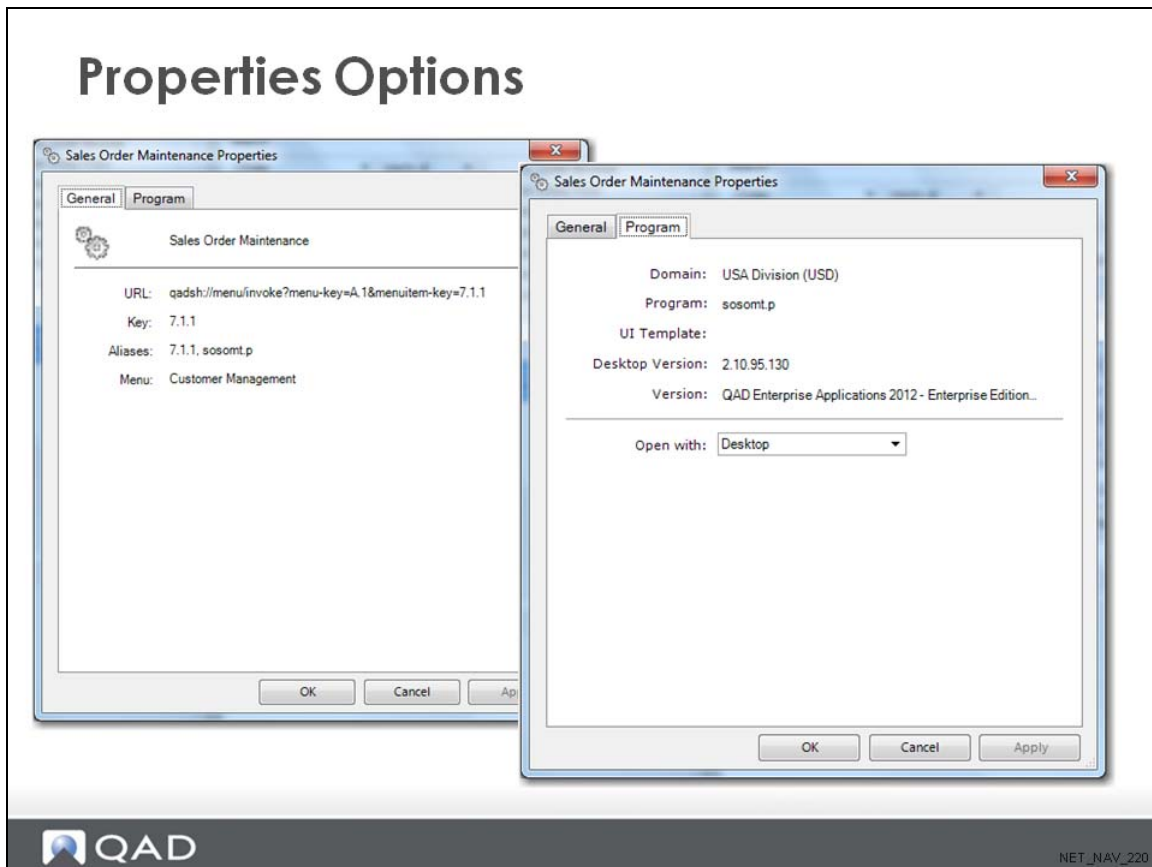 Properties Options
Sales Order Maintenance Properties
General Program
Sales Order Maintenance
URL: qadsh://menu/invoke?menu-key=A.1&menuitem-key=7.1.1
Key: 7.1.1
Aliases: 7.1.1, sosomt.p
Menu: Customer Management
OK Cancel Ap
Sales Order Maintenance Properties
General Program
Domain: USA Division (USD)
Program: sosomt.p
UI Template:
Desktop Version: 2.10.95.130
Version: QAD Enterprise Applications 2012 - Enterprise Edition...
Open with: Desktop
OK Cancel Apply
QAD
NET_NAV_220